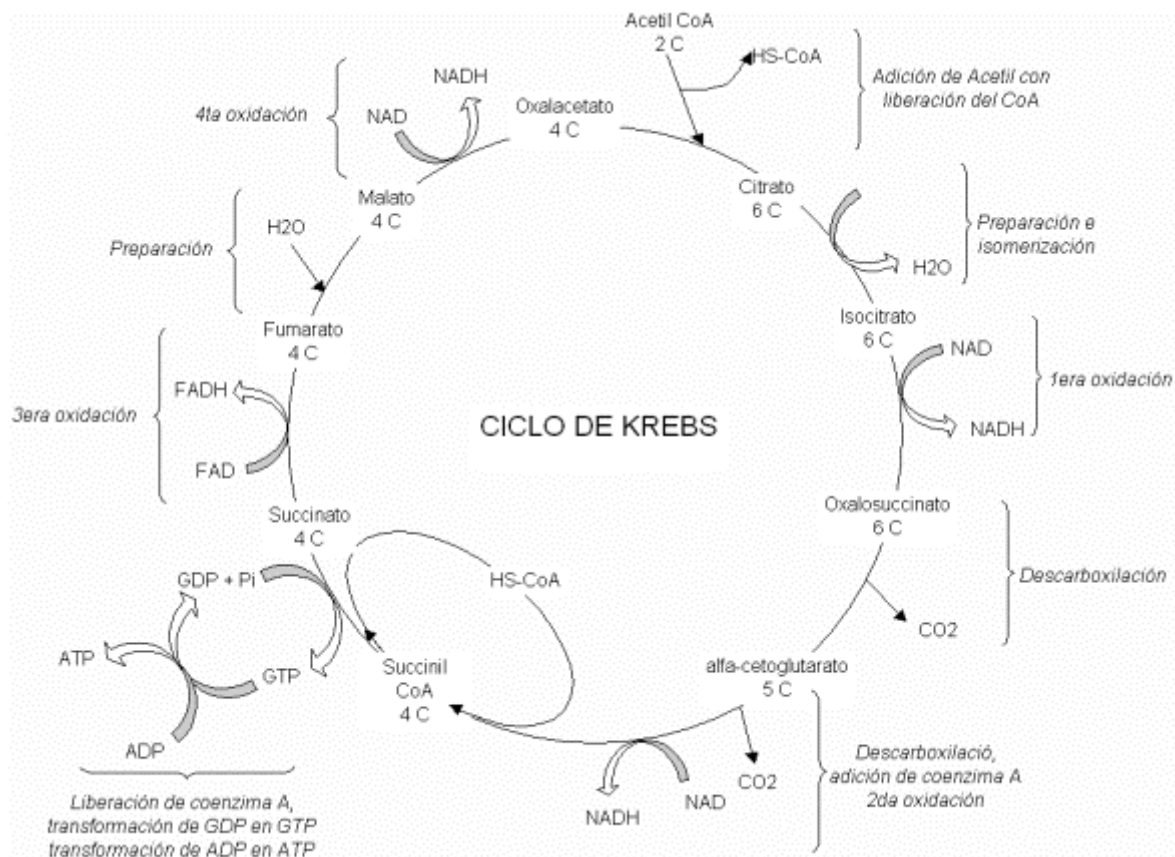 Acetil CoA
2 C
HS-CoA
Adición de Acetil con
liberación del CoA
NADH
4ta oxidación
NAD
Oxalacetato
4 C
Citrato
6 C
Malato
4 C
H2O
Preparación
Preparación e
isomerización
H2O
Isocitrato
6 C
Fumarato
4 C
NAD
1era oxidación
NADH
FADH
3era oxidación
FAD
CICLO DE KREBS
Oxalosuccinato
6 C
Succinato
4 C
Descarboxilación
CO2
GDP + Pi
HS-CoA
ATP
GTP
ADP
Succinil
CoA
4 C
alfa-cetoglutarato
5 C
CO2
NAD
NADH
Descarboxilació,
adición de coenzima A
2da oxidación
Liberación de coenzima A,
transformación de GDP en GTP
transformación de ADP en ATP